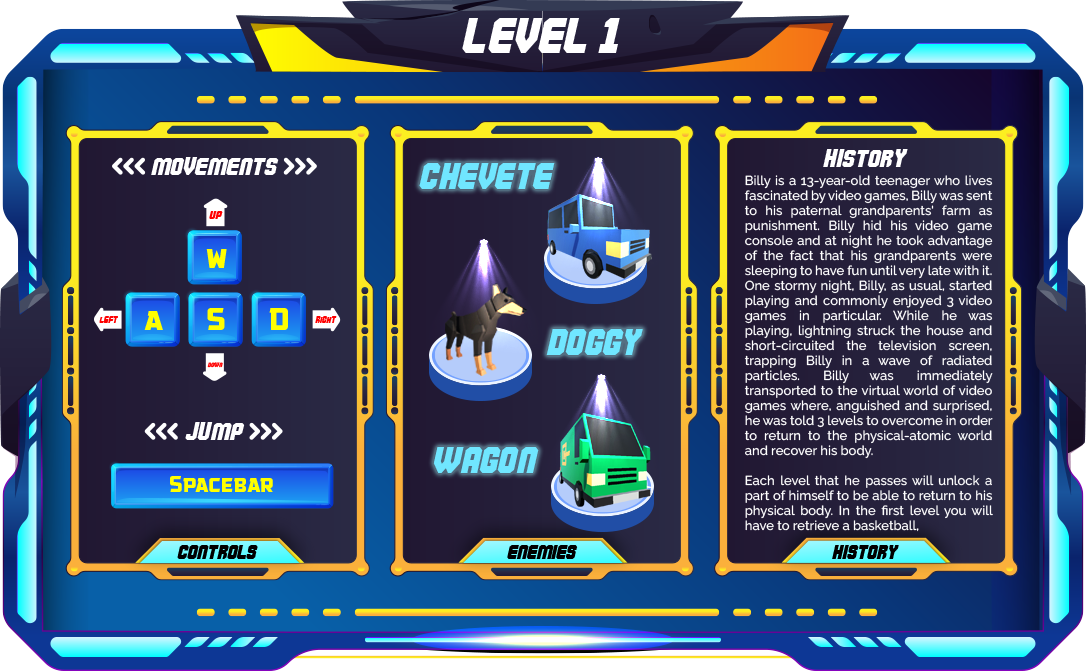 LEVEL 1
<<< MOVEMENTS >>>
UP
W
LEFT
A
S
D
RIGHT
DOWN
<<< JUMP >>>
SPACEBAR
CONTROLS
CHEVETE
DOGGY
WAGON
ENEMIES
HISTORY
Billy is a 13-year-old teenager who lives
fascinated by video games, Billy was sent
to his paternal grandparents' farm as
punishment. Billy hid his video game
console and at night he took advantage
of the fact that his grandparents were
sleeping to have fun until very late with it.
One stormy night, Billy, as usual, started
playing and commonly enjoyed 3 video
games in particular. While he was
playing, lightning struck the house and
short-circuited the television screen,
trapping Billy in a wave of radiated
particles. Billy was immediately
transported to the virtual world of video
games where, anguished and surprised,
he was told 3 levels to overcome in order
to return to the physical-atomic world
and recover his body.
Each level that he passes will unlock a
part of himself to be able to return to his
physical body. In the first level you will
have to retrieve a basketball,
HISTORY